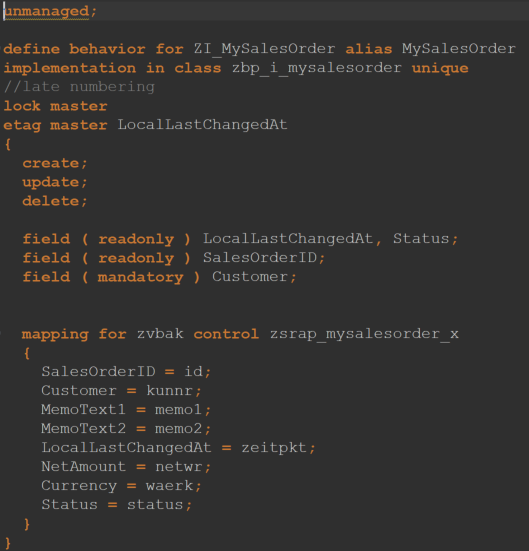 unmanaged;
define behavior for ZI_MySalesOrder alias MySalesOrder
implementation in class zbp_i_mysalesorder unique
//late numbering
lock master
etag master LocalLastChangedAt
{
create;
update;
delete;
field ( readonly ) LocalLastChangedAt, Status;
field ( readonly ) SalesOrderID;
field ( mandatory ) Customer;
mapping for zvbak control zsrap_mysalesorder_x
{
SalesOrderID = id;
Customer = kunnr;
MemoText1 = memo1;
MemoText2 = memo2;
LocalLastChangedAt = zeitpkt;
NetAmount = netwr;
Currency = waerk;
Status = status;
}
}